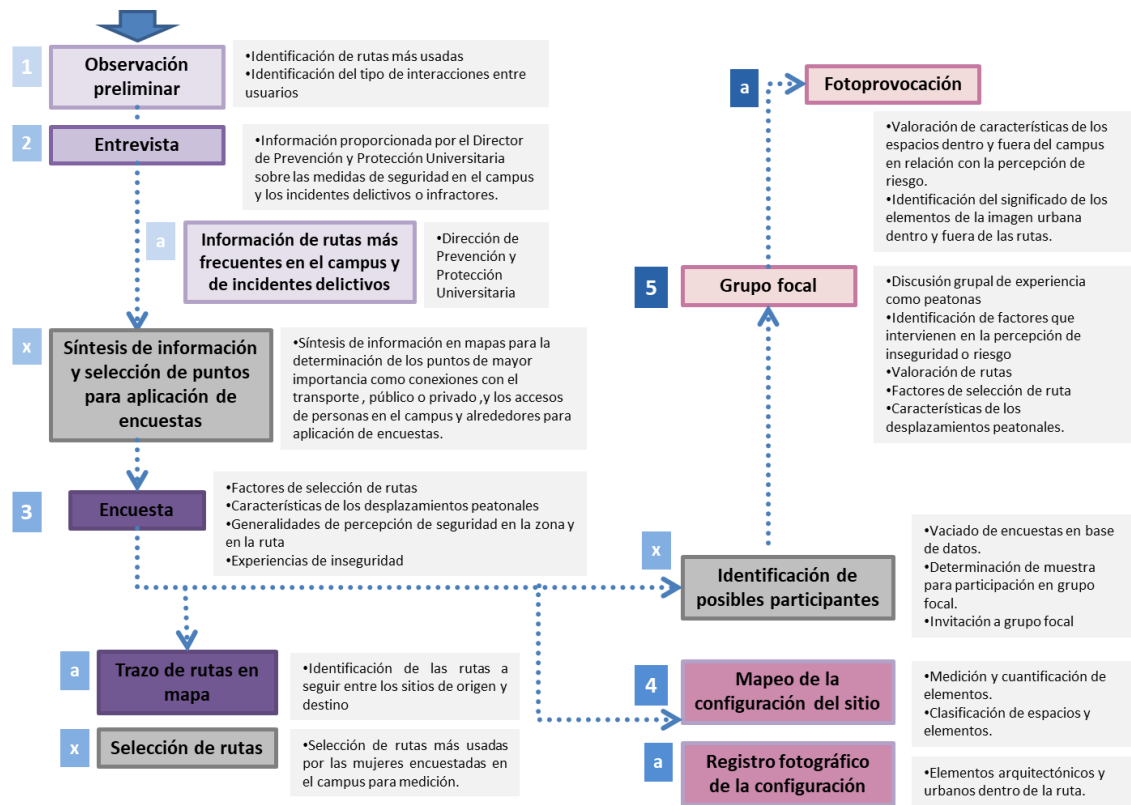 1
Observación
preliminar
•Identificación de rutas más usadas
•Identificación del tipo de interacciones entre
usuarios
2
Entrevista
•Información proporcionada por el Director
de Prevención y Protección Universitaria
sobre las medidas de seguridad en el campus
y los incidentes delictivos o infractores.
a
Información de rutas más
frecuentes en el campus y
de incidentes delictivos
•Dirección de
Prevención y
Protección
Universitaria
x
Síntesis de información
y selección de puntos
para aplicación de
encuestas
•Síntesis de información en mapas para la
determinación de los puntos de mayor
importancia como conexiones con el
transporte , público o privado ,y los accesos
de personas en el campus y alrededores para
aplicación de encuestas.
3
Encuesta
•Factores de selección de rutas
•Características de los desplazamientos peatonales
•Generalidades de percepción de seguridad en la zona y
en la ruta
•Experiencias de inseguridad
a
Trazo de rutas en
mapa
•Identificación de las rutas a
seguir entre los sitios de origen y
destino
x
Selección de rutas
•Selección de rutas más usadas
por las mujeres encuestadas en
el campus para medición.
a
Fotoprovocación
•Valoración de características de los
espacios dentro y fuera del campus
en relación con la percepción de
riesgo.
•Identificación del significado de los
elementos de la imagen urbana
dentro y fuera de las rutas.
5
Grupo focal
•Discusión grupal de experiencia
como peatonas
•Identificación de factores que
intervienen en la percepción de
inseguridad o riesgo
•Valoración de rutas
•Factores de selección de ruta
•Características de los
desplazamientos peatonales.
x
Identificación de
posibles participantes
•Vaciado de encuestas en base
de datos.
•Determinación de muestra
para participación en grupo
focal.
•Invitación a grupo focal
4
Mapeo de la
configuración del sitio
•Medición y cuantificación de
elementos.
•Clasificación de espacios y
elementos.
a
Registro fotográfico
de la configuración
•Elementos arquitectónicos y
urbanos dentro de la ruta.